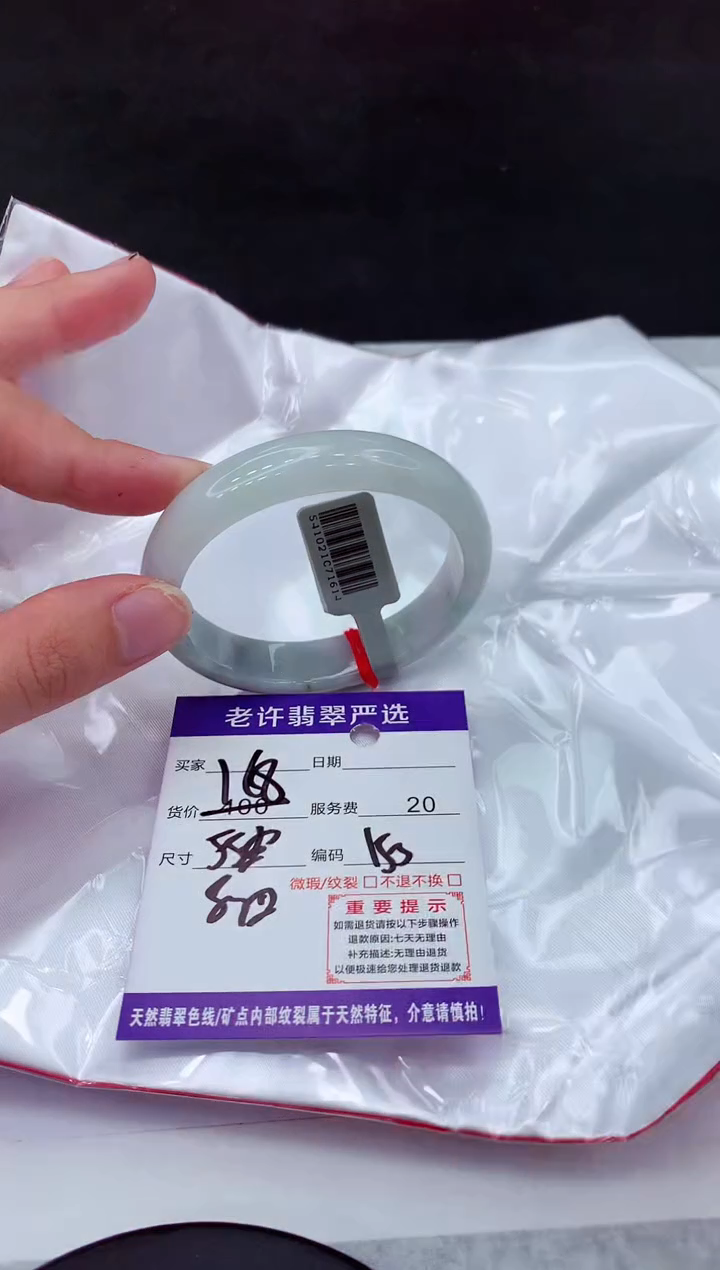 S41021C7161J
老许翡翠严选
买家 日期
货价 100 服务费 20
尺寸 编码 153
微瑕/纹裂 □ 不退不换 □
重要提示
如需退货请按以下步骤操作
退款原因:七天无理由
补充描述:无理由退货
以便极速给您处理退货退款
天然翡翠色线/矿点内部纹裂属于天然特征，介意请慎拍!